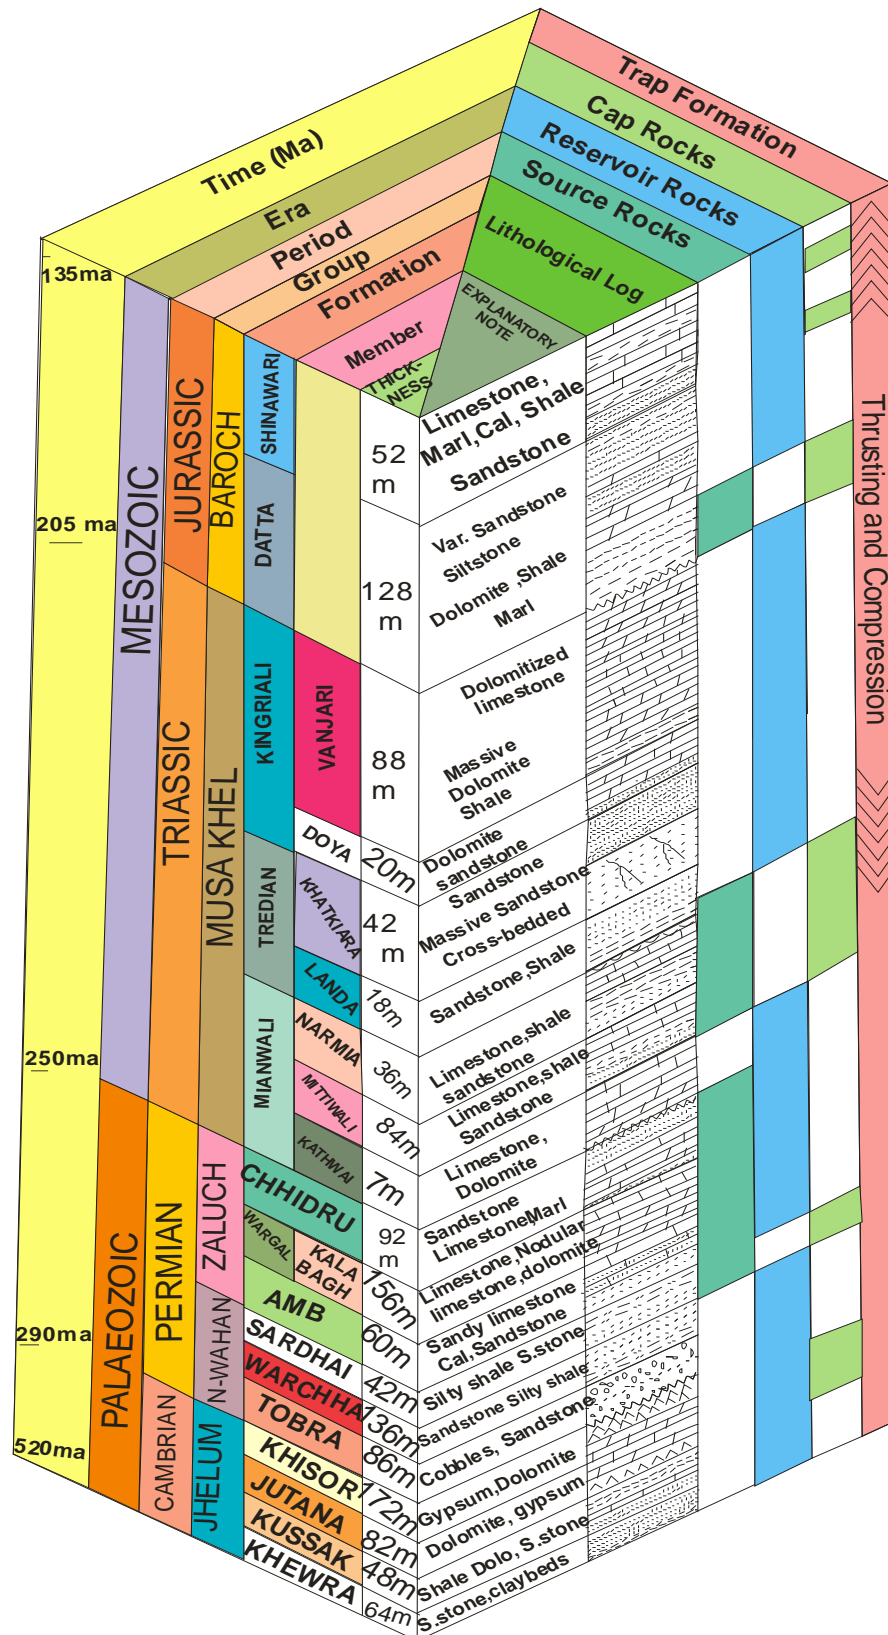 Time (Ma)
Era
Period
Group
Formation
Member
THICK-
NESS
EXPLANATORY
NOTE
Lithological Log
Source Rocks
Reservoir Rocks
Cap Rocks
Trap Formation
135ma
205 ma
250ma
290ma
520ma
MESOZOIC
PALAEOZOIC
JURASSIC
TRIASSIC
PERMIAN
CAMBRIAN
BAROCH
MUSA KHEL
ZALUCH
N-WAHAN
JHELUM
SHINAWARI
DATTA
KINGRIALI
TREDIAN
MIANWALI
CHHIDRU
WARGAL
AMB
SARDHAI
WARCHHA
TOBRA
KHISOR
JUTANA
KUSSAK
KHEWRA
VANJARI
DOYA
KHATKIARA
LANDA
NARMIA
MITTIWALI
KATHWAI
KALA
BAGH
52
m
128
m
88
m
20m
42
m
18m
36m
84m
7m
92
m
156m
60m
42m
136m
86m
172m
82m
48m
64m
Limestone,
Marl,Cal, Shale
Sandstone
Var. Sandstone
Siltstone
Dolomite ,Shale
Marl
Dolomitized
limestone
Massive
Dolomite
Shale
Dolomite
sandstone
Sandstone
Massive Sandstone
Cross-bedded
Sandstone,Shale
Limestone,shale
sandstone
Limestone,shale
Sandstone
Limestone,
Dolomite
Sandstone
Limestone,Marl
Limestone,Nodular
limestone,dolomite
Sandy limestone
Cal,Sandstone
Silty shale S.stone
Sandstone Silty shale
Cobbles, Sandstone
Gypsum,Dolomite
Dolomite, gypsum
Shale Dolo, S.stone
S.stone,claybeds
Thrusting and Compression